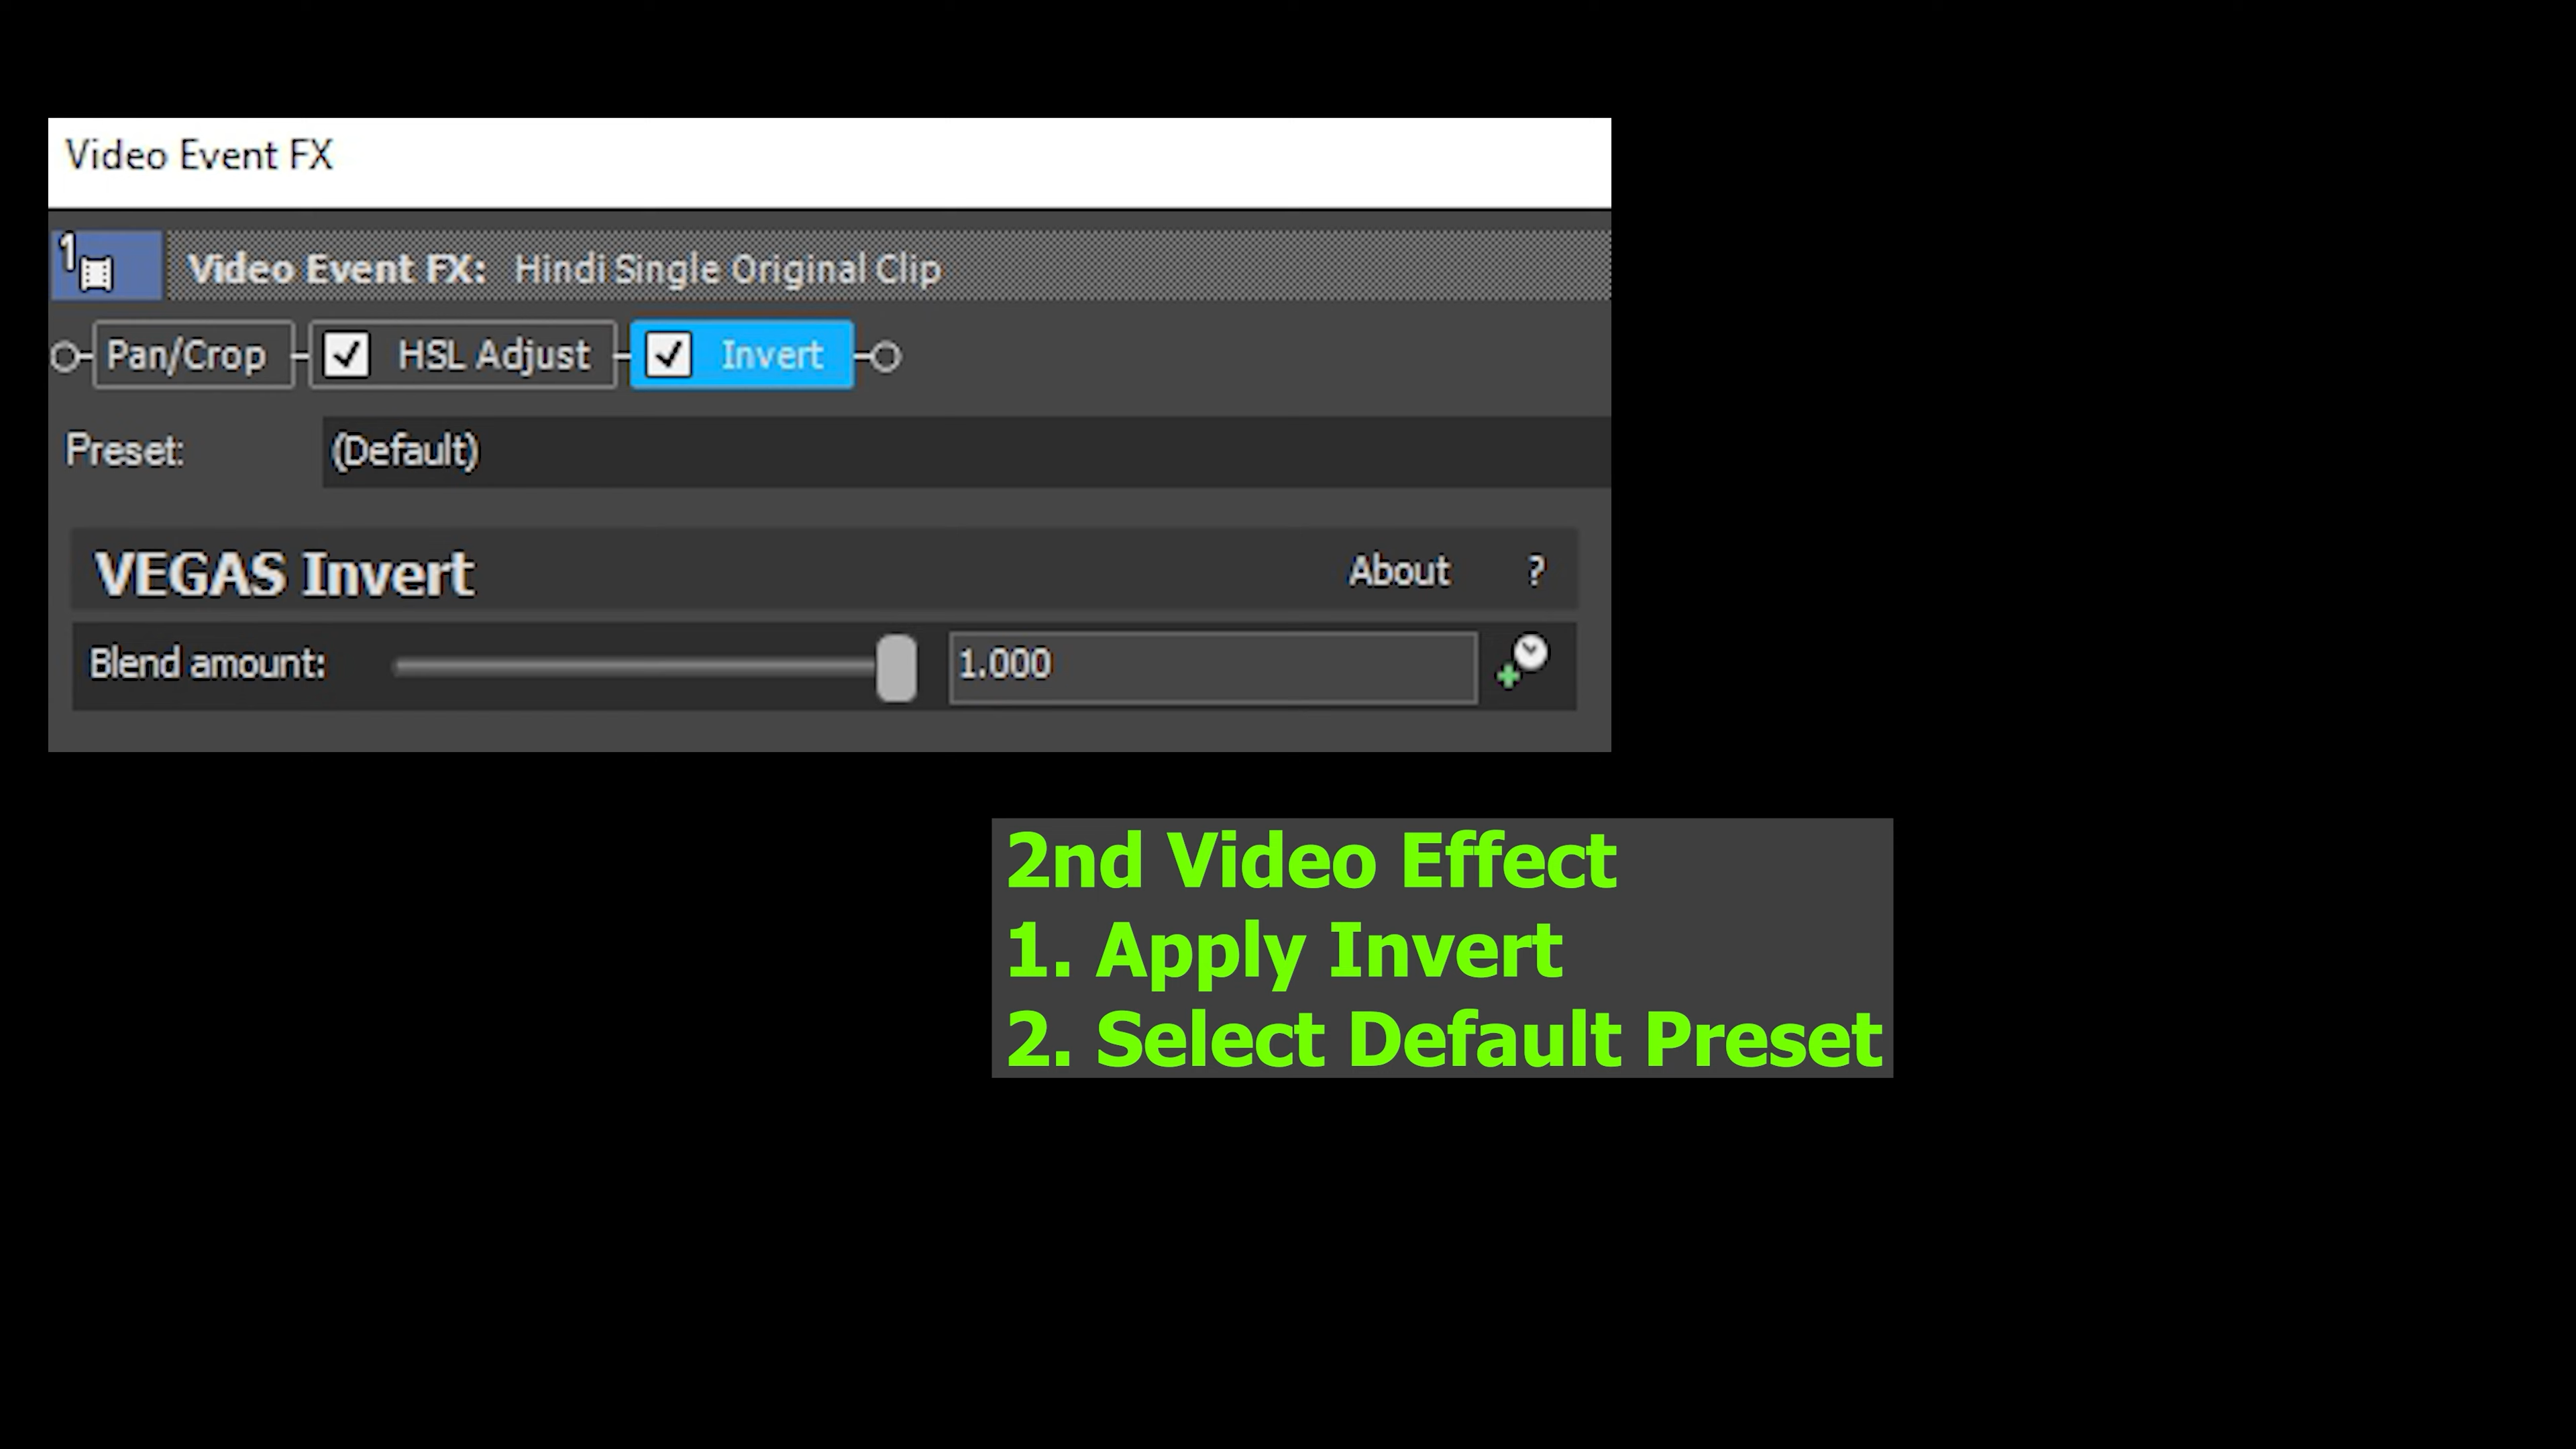 Video Event FX
1
Video Event FX: Hindi Single Original Clip
Pan/Crop HSL Adjust Invert
Preset: (Default)
VEGAS Invert About ?
Blend amount: 1.000
2nd Video Effect
1. Apply Invert
2. Select Default Preset